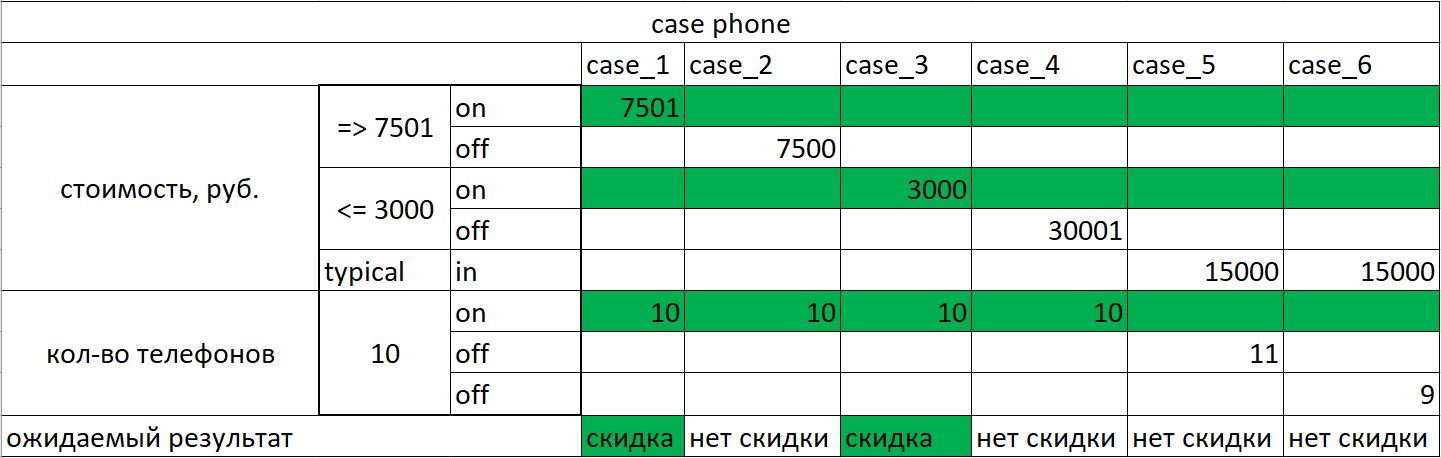 case phone
case_1 case_2 case_3 case_4 case_5 case_6
стоимость, руб. => 7501 on 7501
off 7500
<= 3000 on 3000
off 30001
typical in 15000 15000
кол-во телефонов 10 on 10 10 10 10
off 11
off 9
ожидаемый результат скидка нет скидки скидка нет скидки нет скидки нет скидки